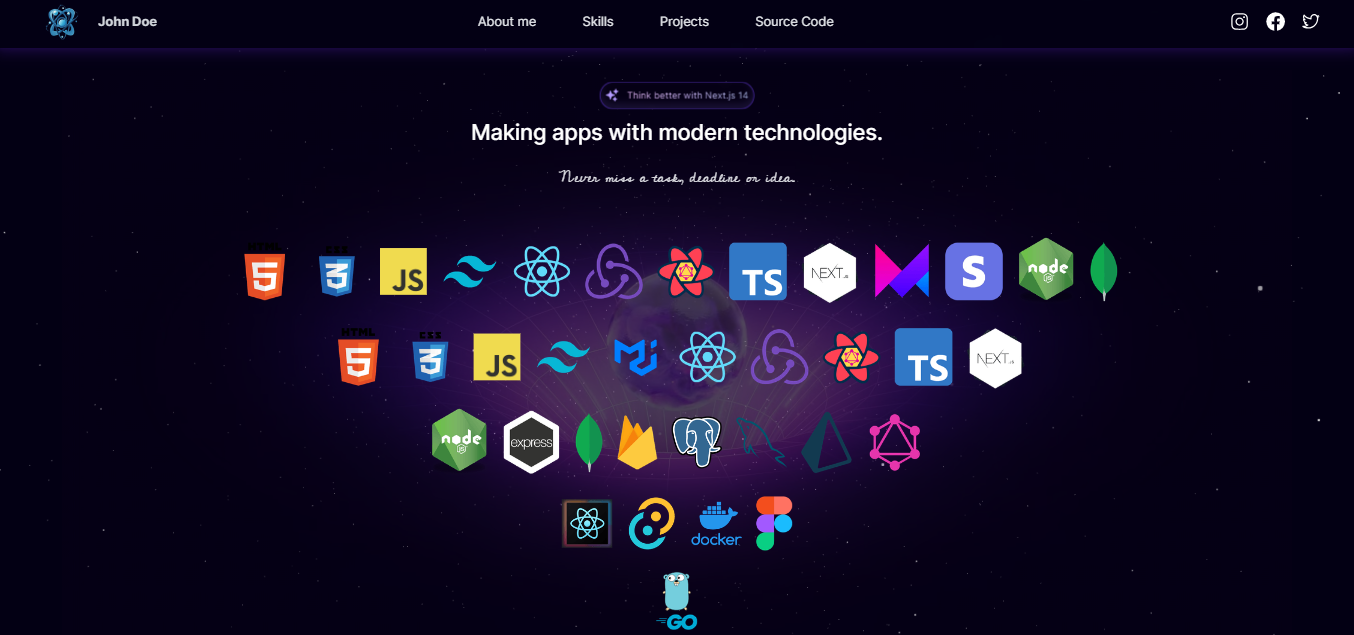 John Doe
About me Skills Projects Source Code
Think better with Next.js 14
Making apps with modern technologies.
Never miss a task, deadline or idea.
HTML 5 CSS 3 JS TS NEXT.JS S node JS
HTML 5 CSS 3 JS TS NEXT.JS
node JS express
docker
GO